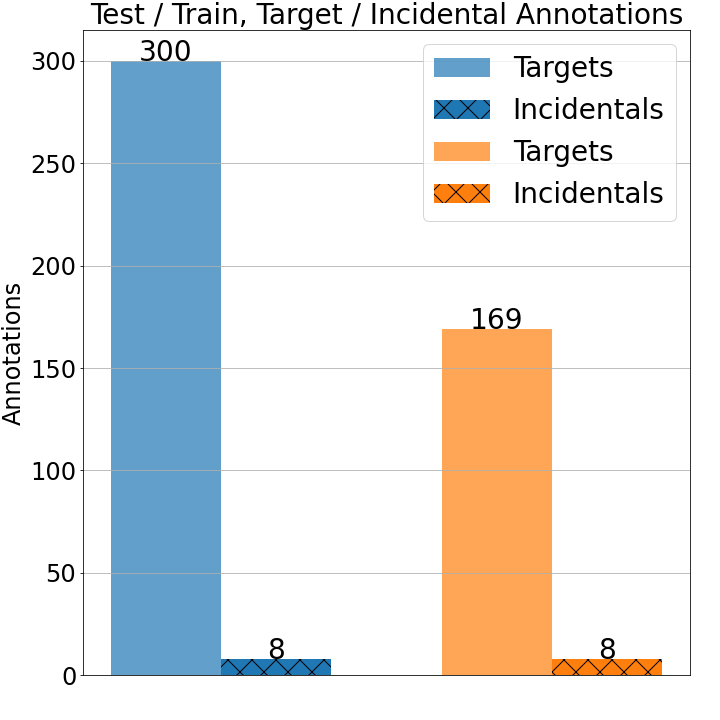 Test / Train, Target / Incidental Annotations
300
Targets
Incidentals
Targets
Incidentals
169
8
8
300
250
200
150
100
50
0
Annotations